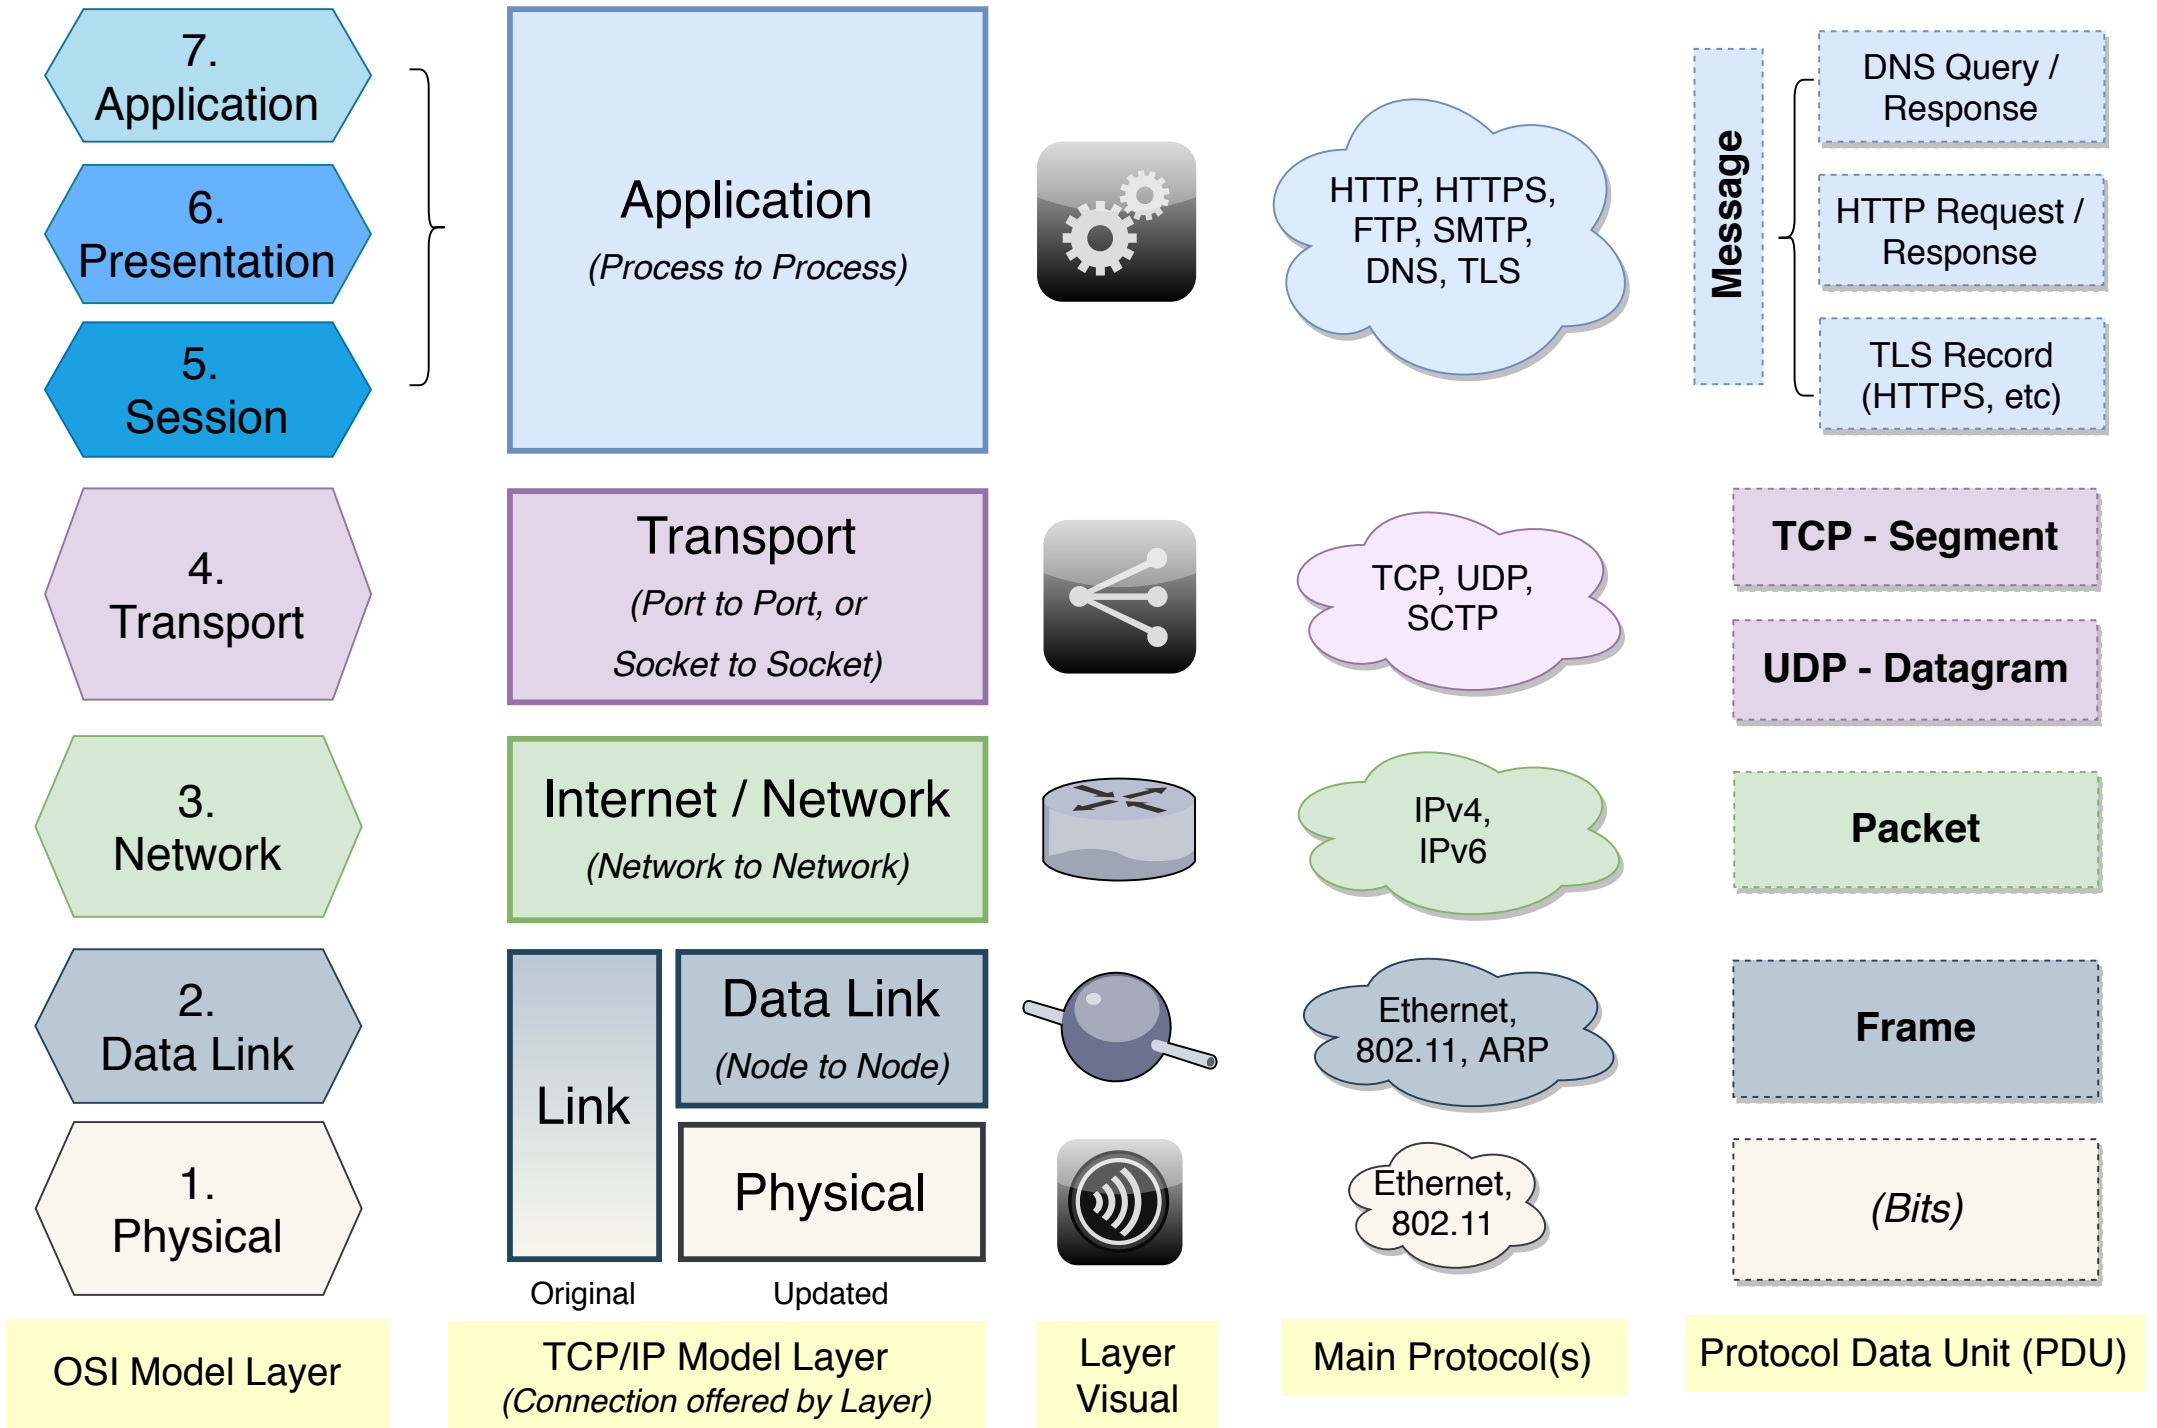 7.
Application
6.
Presentation
5.
Session
4.
Transport
3.
Network
2.
Data Link
1.
Physical
OSI Model Layer
Application
(Process to Process)
Transport
(Port to Port, or
Socket to Socket)
Internet / Network
(Network to Network)
Link
Data Link
(Node to Node)
Physical
Original
Updated
TCP/IP Model Layer
(Connection offered by Layer)
Layer
Visual
HTTP, HTTPS,
FTP, SMTP,
DNS, TLS
TCP, UDP,
SCTP
IPv4,
IPv6
Ethernet,
802.11, ARP
Ethernet,
802.11
Main Protocol(s)
Message
DNS Query /
Response
HTTP Request /
Response
TLS Record
(HTTPS, etc)
TCP - Segment
UDP - Datagram
Packet
Frame
(Bits)
Protocol Data Unit (PDU)